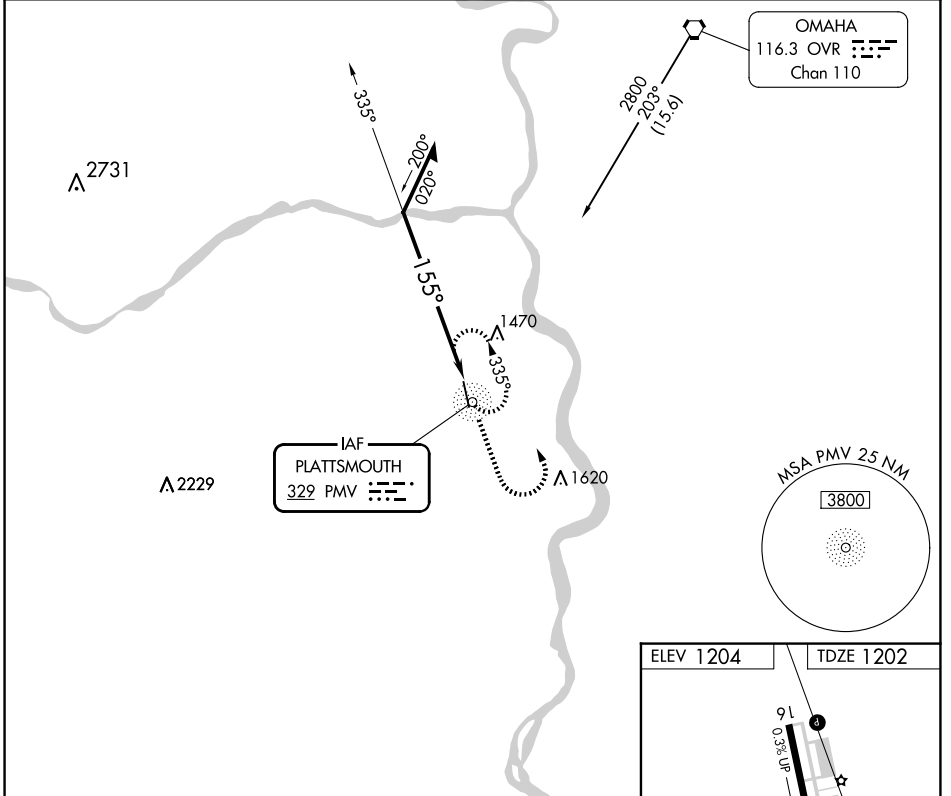 OMAHA
116.3 OVR
Chan 110
2800
203°
(15.6)
335°
200°
020°
2731
155°
1470
335°
IAF
PLATTSMOUTH
329 PMV
2229
1620
MSA PMV 25 NM
3800
ELEV 1204
TDZE 1202
16
0.3% UP
P